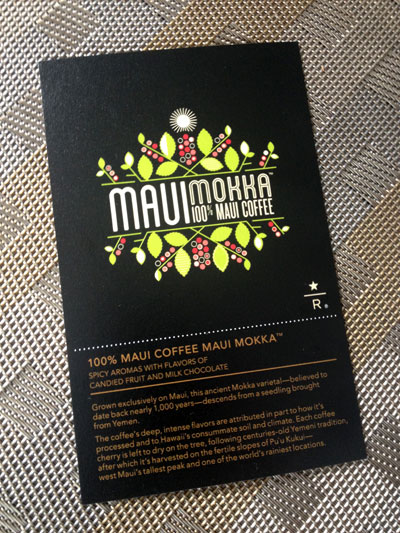 MAUI MOKKA™
100% MAUI COFFEE
R®
100% MAUI COFFEE MAUI MOKKA™
SPICY AROMAS WITH FLAVORS OF
CANDIED FRUIT AND MILK CHOCOLATE
Grown exclusively on Maui, this ancient Mokka varietal—believed to
date back nearly 1,000 years—descends from a seedling brought
from Yemen.
The coffee's deep, intense flavors are attributed in part to how it's
processed and to Hawaii's consummate soil and climate. Each coffee
cherry is left to dry on the tree, following centuries-old Yemeni tradition,
after which it's harvested on the fertile slopes of Pu'u Kukui—
west Maui's tallest peak and one of the world's rainiest locations.